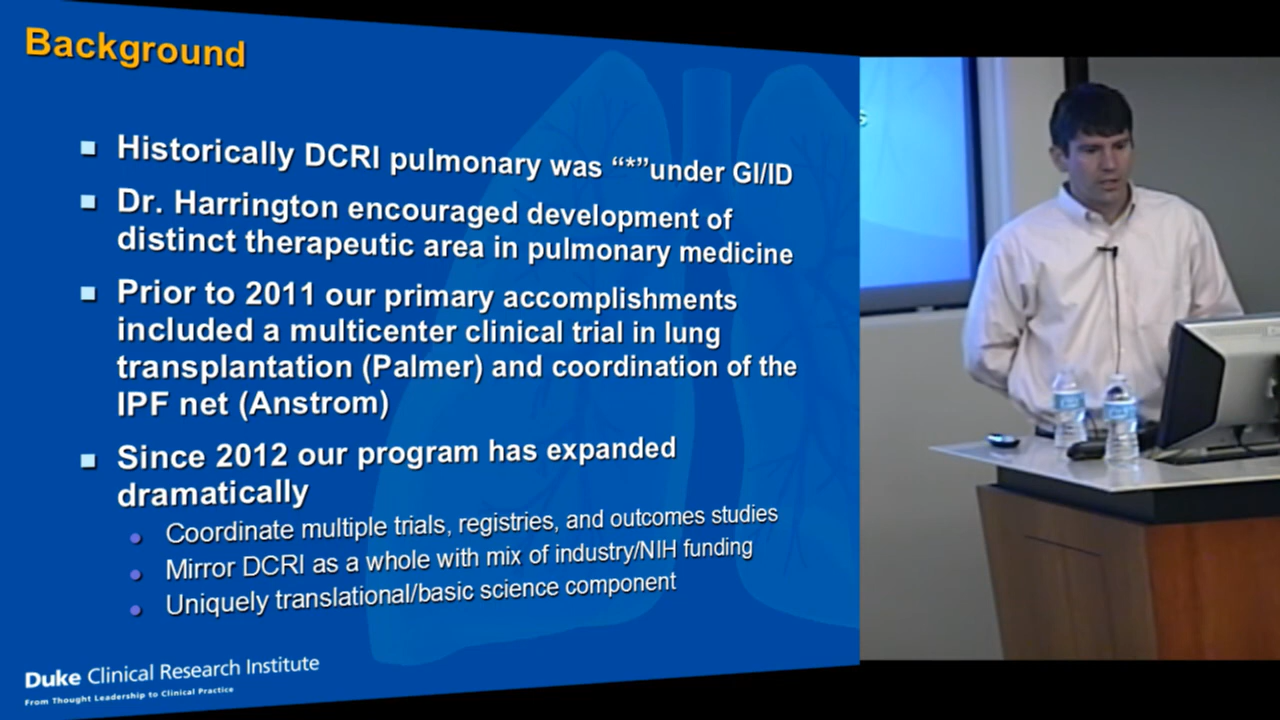 Background
Historically DCRI pulmonary was “*”under GI/ID
Dr. Harrington encouraged development of
distinct therapeutic area in pulmonary medicine
Prior to 2011 our primary accomplishments
included a multicenter clinical trial in lung
transplantation (Palmer) and coordination of the
IPF net (Anstrom)
Since 2012 our program has expanded
dramatically
Coordinate multiple trials, registries, and outcomes studies
Mirror DCRI as a whole with mix of industry/NIH funding
Uniquely translational/basic science component
Duke Clinical Research Institute
From Thought Leadership to Clinical Practice
s